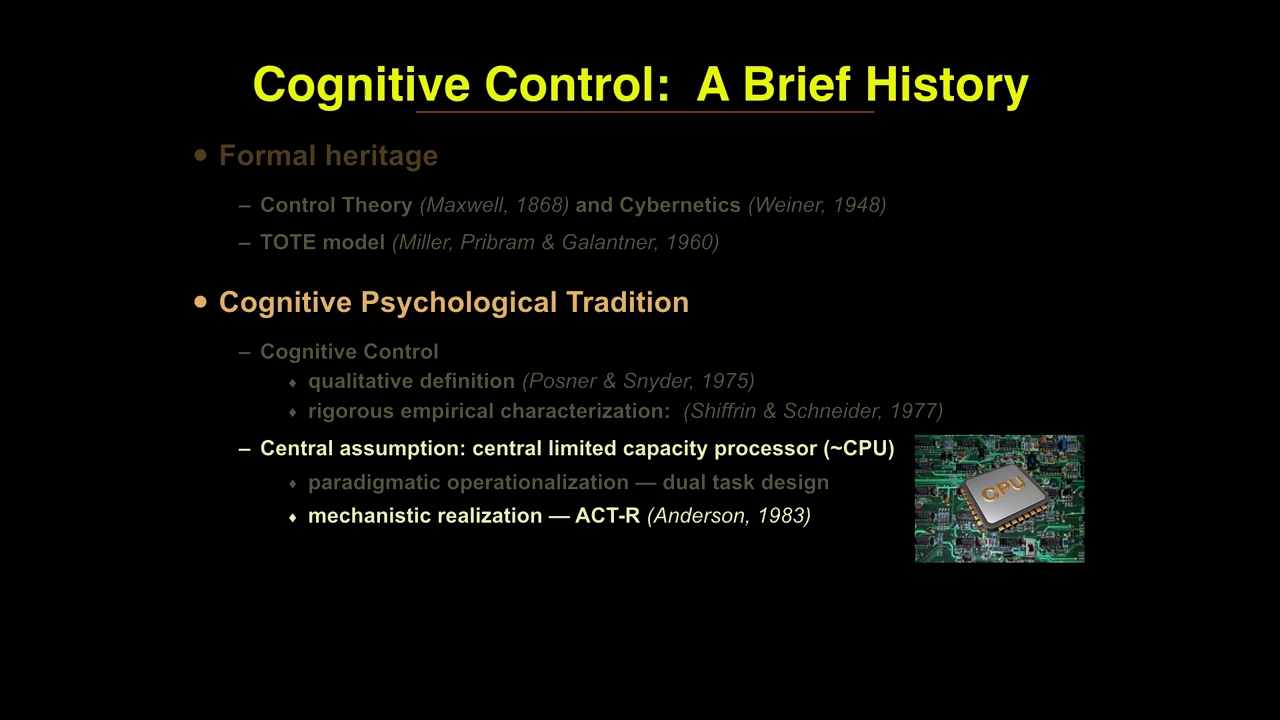 Cognitive Control:  A Brief History
• Formal heritage
– Control Theory (Maxwell, 1868) and Cybernetics (Weiner, 1948)
– TOTE model (Miller, Pribram & Galantner, 1960)
• Cognitive Psychological Tradition
– Cognitive Control
♦ qualitative definition (Posner & Snyder, 1975)
♦ rigorous empirical characterization:  (Shiffrin & Schneider, 1977)
– Central assumption: central limited capacity processor (~CPU)
♦ paradigmatic operationalization — dual task design
♦ mechanistic realization — ACT-R (Anderson, 1983)
CPU